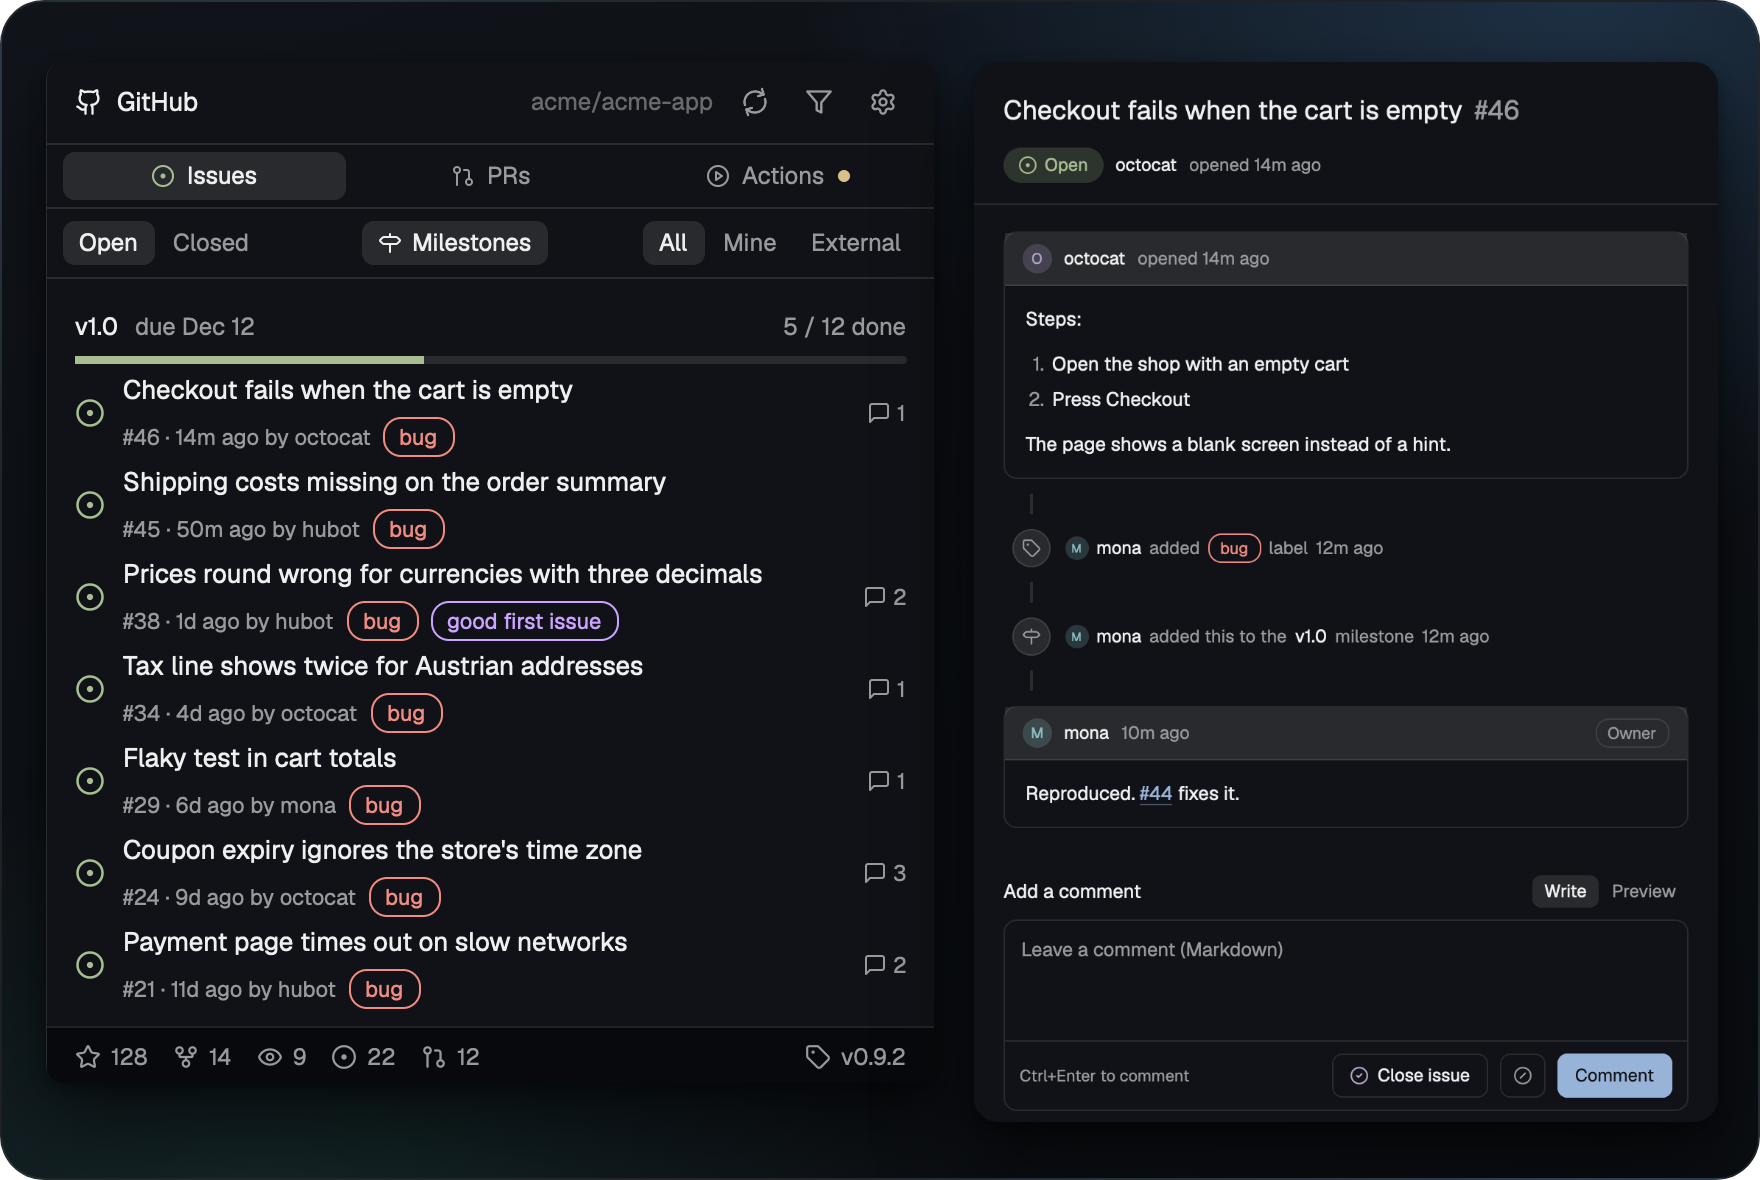 GitHub
acme/acme-app
Issues
PRs
Actions
Open
Closed
Milestones
All
Mine
External
v1.0 due Dec 12
5 / 12 done
Checkout fails when the cart is empty
#46 · 14m ago by octocat bug
1
Shipping costs missing on the order summary
#45 · 50m ago by hubot bug
Prices round wrong for currencies with three decimals
#38 · 1d ago by hubot bug good first issue
2
Tax line shows twice for Austrian addresses
#34 · 4d ago by octocat bug
1
Flaky test in cart totals
#29 · 6d ago by mona bug
1
Coupon expiry ignores the store's time zone
#24 · 9d ago by octocat bug
3
Payment page times out on slow networks
#21 · 11d ago by hubot bug
2
128 14 9 22 12
v0.9.2
Checkout fails when the cart is empty #46
Open octocat opened 14m ago
O octocat opened 14m ago
Steps:
1. Open the shop with an empty cart
2. Press Checkout
The page shows a blank screen instead of a hint.
M mona added bug label 12m ago
M mona added this to the v1.0 milestone 12m ago
M mona 10m ago Owner
Reproduced. #44 fixes it.
Add a comment
Write
Preview
Leave a comment (Markdown)
Ctrl+Enter to comment
Close issue
Comment